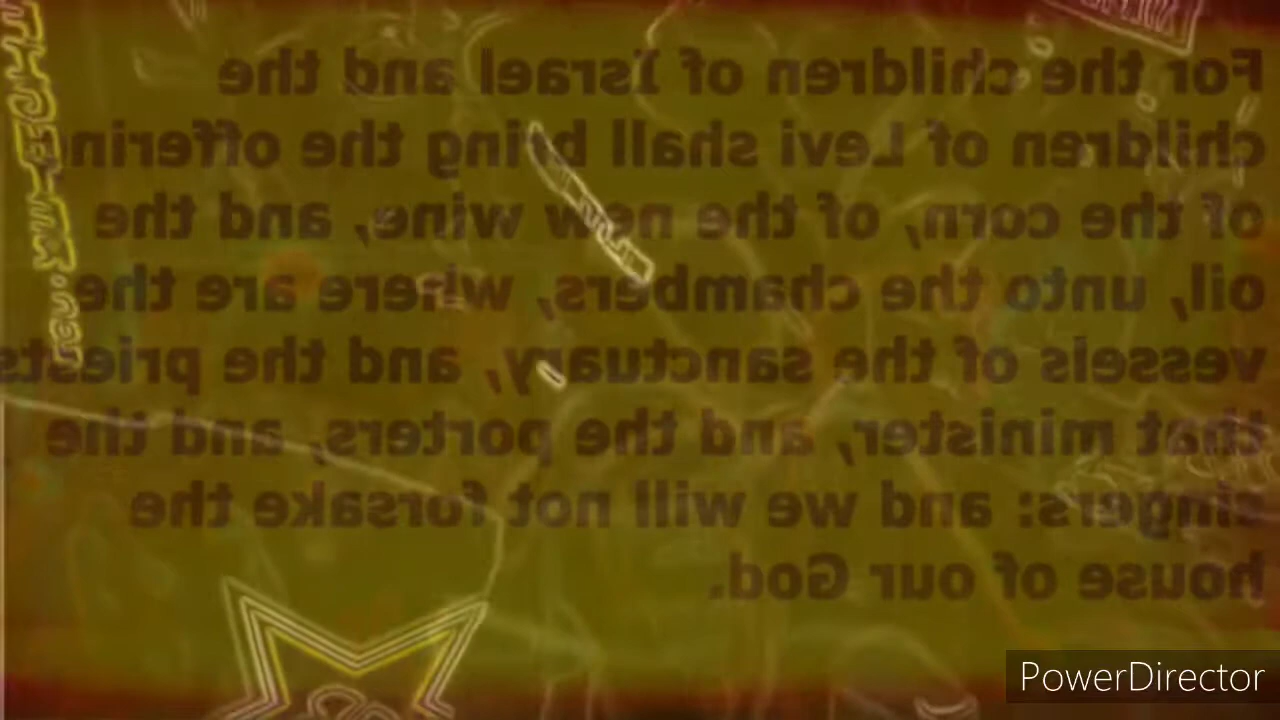 For the children of Israel and the
children of Levi shall bring the offerin
of the corn, of the new wine, and the
oil, unto the chambers, where are the
vessels of the sanctuary, and the priests
that minister, and the porters, and the
singers: and we will not forsake the
house of our God.
PowerDirector